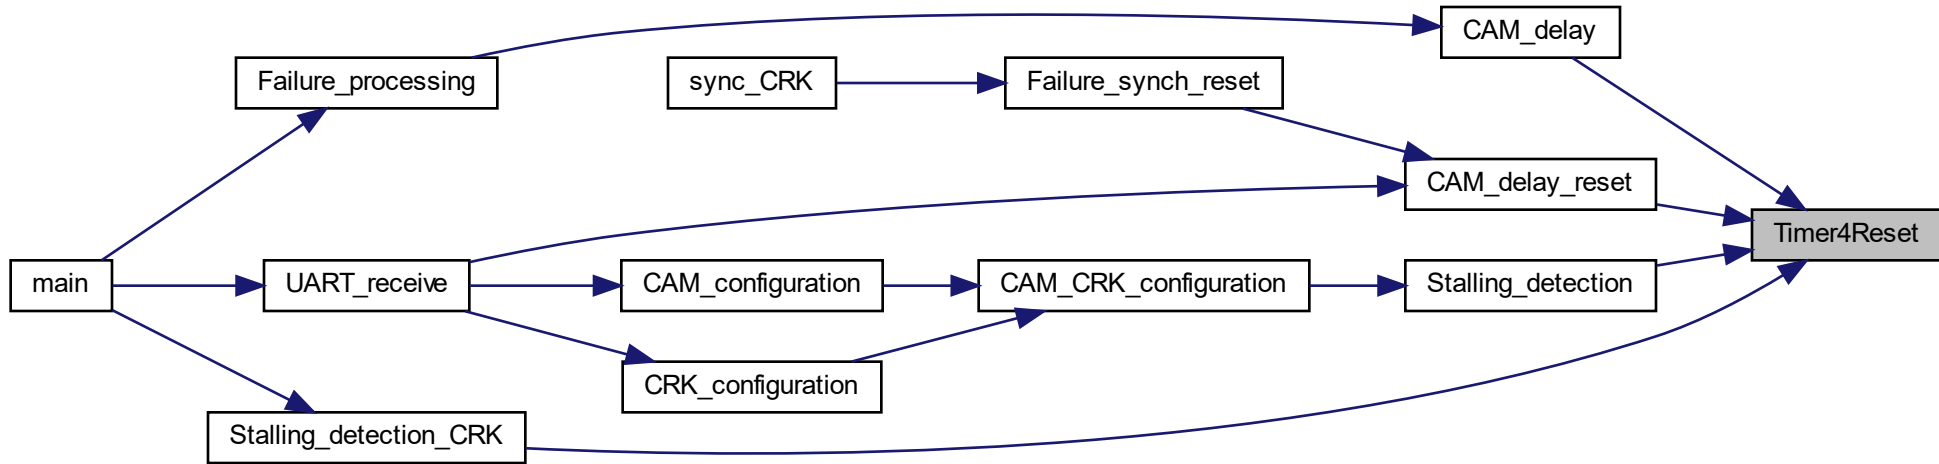 CAM_delay
Failure_processing
sync_CRK
Failure_synch_reset
CAM_delay_reset
Timer4Reset
main
UART_receive
CAM_configuration
CAM_CRK_configuration
Stalling_detection
CRK_configuration
Stalling_detection_CRK